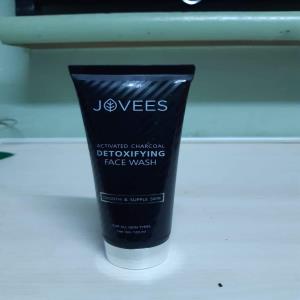 JOVEES
ACTIVATED CHARCOAL
DETOXIFYING
FACE WASH
SMOOTH & SUPPLE SKIN
FOR ALL SKIN TYPES